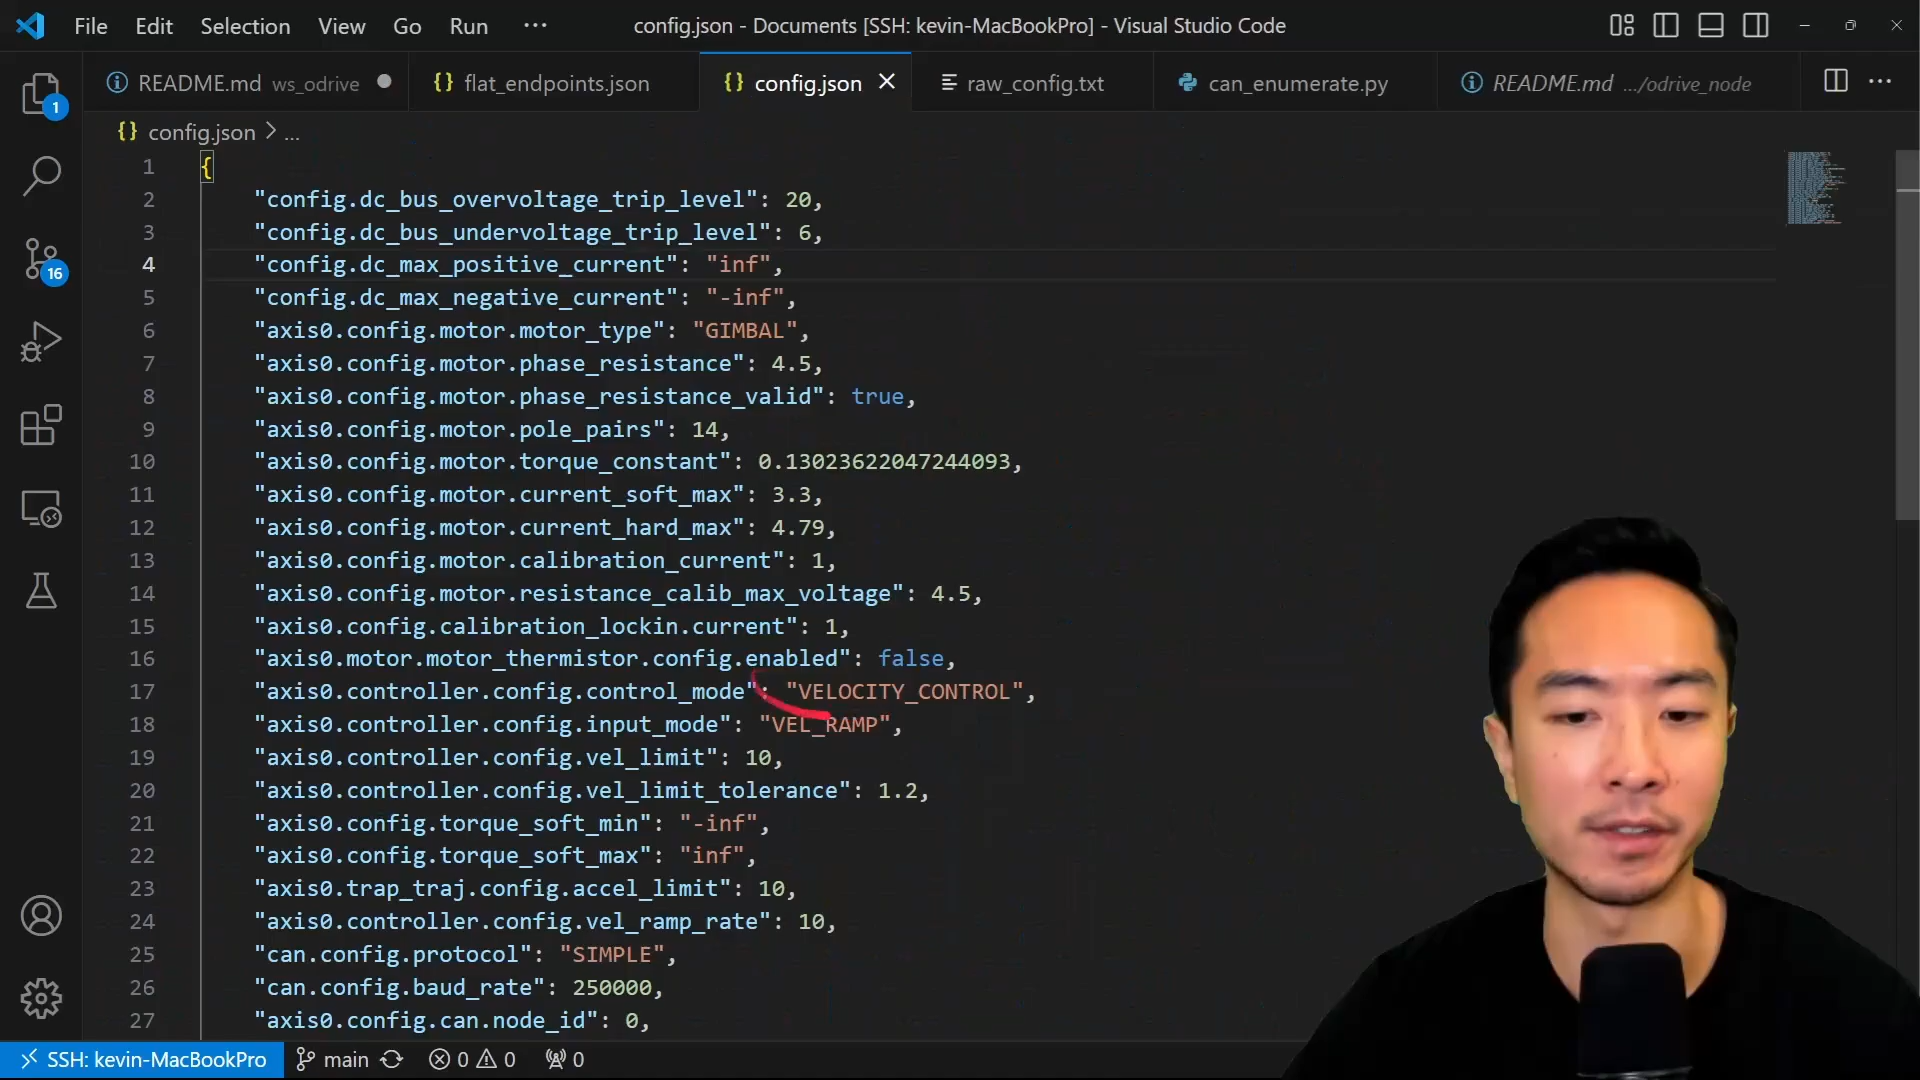 File Edit Selection View Go Run ··· config.json - Documents [SSH: kevin-MacBookPro] - Visual Studio Code
README.md ws_odrive {} flat_endpoints.json {} config.json raw_config.txt can_enumerate.py README.md .../odrive_node ···
1
{} config.json > ...
1 {
2 "config.dc_bus_overvoltage_trip_level": 20,
3 "config.dc_bus_undervoltage_trip_level": 6,
4 "config.dc_max_positive_current": "inf",
5 "config.dc_max_negative_current": "-inf",
6 "axis0.config.motor.motor_type": "GIMBAL",
7 "axis0.config.motor.phase_resistance": 4.5,
8 "axis0.config.motor.phase_resistance_valid": true,
9 "axis0.config.motor.pole_pairs": 14,
10 "axis0.config.motor.torque_constant": 0.13023622047244093,
11 "axis0.config.motor.current_soft_max": 3.3,
12 "axis0.config.motor.current_hard_max": 4.79,
13 "axis0.config.motor.calibration_current": 1,
14 "axis0.config.motor.resistance_calib_max_voltage": 4.5,
15 "axis0.config.calibration_lockin.current": 1,
16 "axis0.motor.motor_thermistor.config.enabled": false,
17 "axis0.controller.config.control_mode": "VELOCITY_CONTROL",
18 "axis0.controller.config.input_mode": "VEL_RAMP",
19 "axis0.controller.config.vel_limit": 10,
20 "axis0.controller.config.vel_limit_tolerance": 1.2,
21 "axis0.config.torque_soft_min": "-inf",
22 "axis0.config.torque_soft_max": "inf",
23 "axis0.trap_traj.config.accel_limit": 10,
24 "axis0.controller.config.vel_ramp_rate": 10,
25 "can.config.protocol": "SIMPLE",
26 "can.config.baud_rate": 250000,
27 "axis0.config.can.node_id": 0,
16
SSH: kevin-MacBookPro main 0 0 0